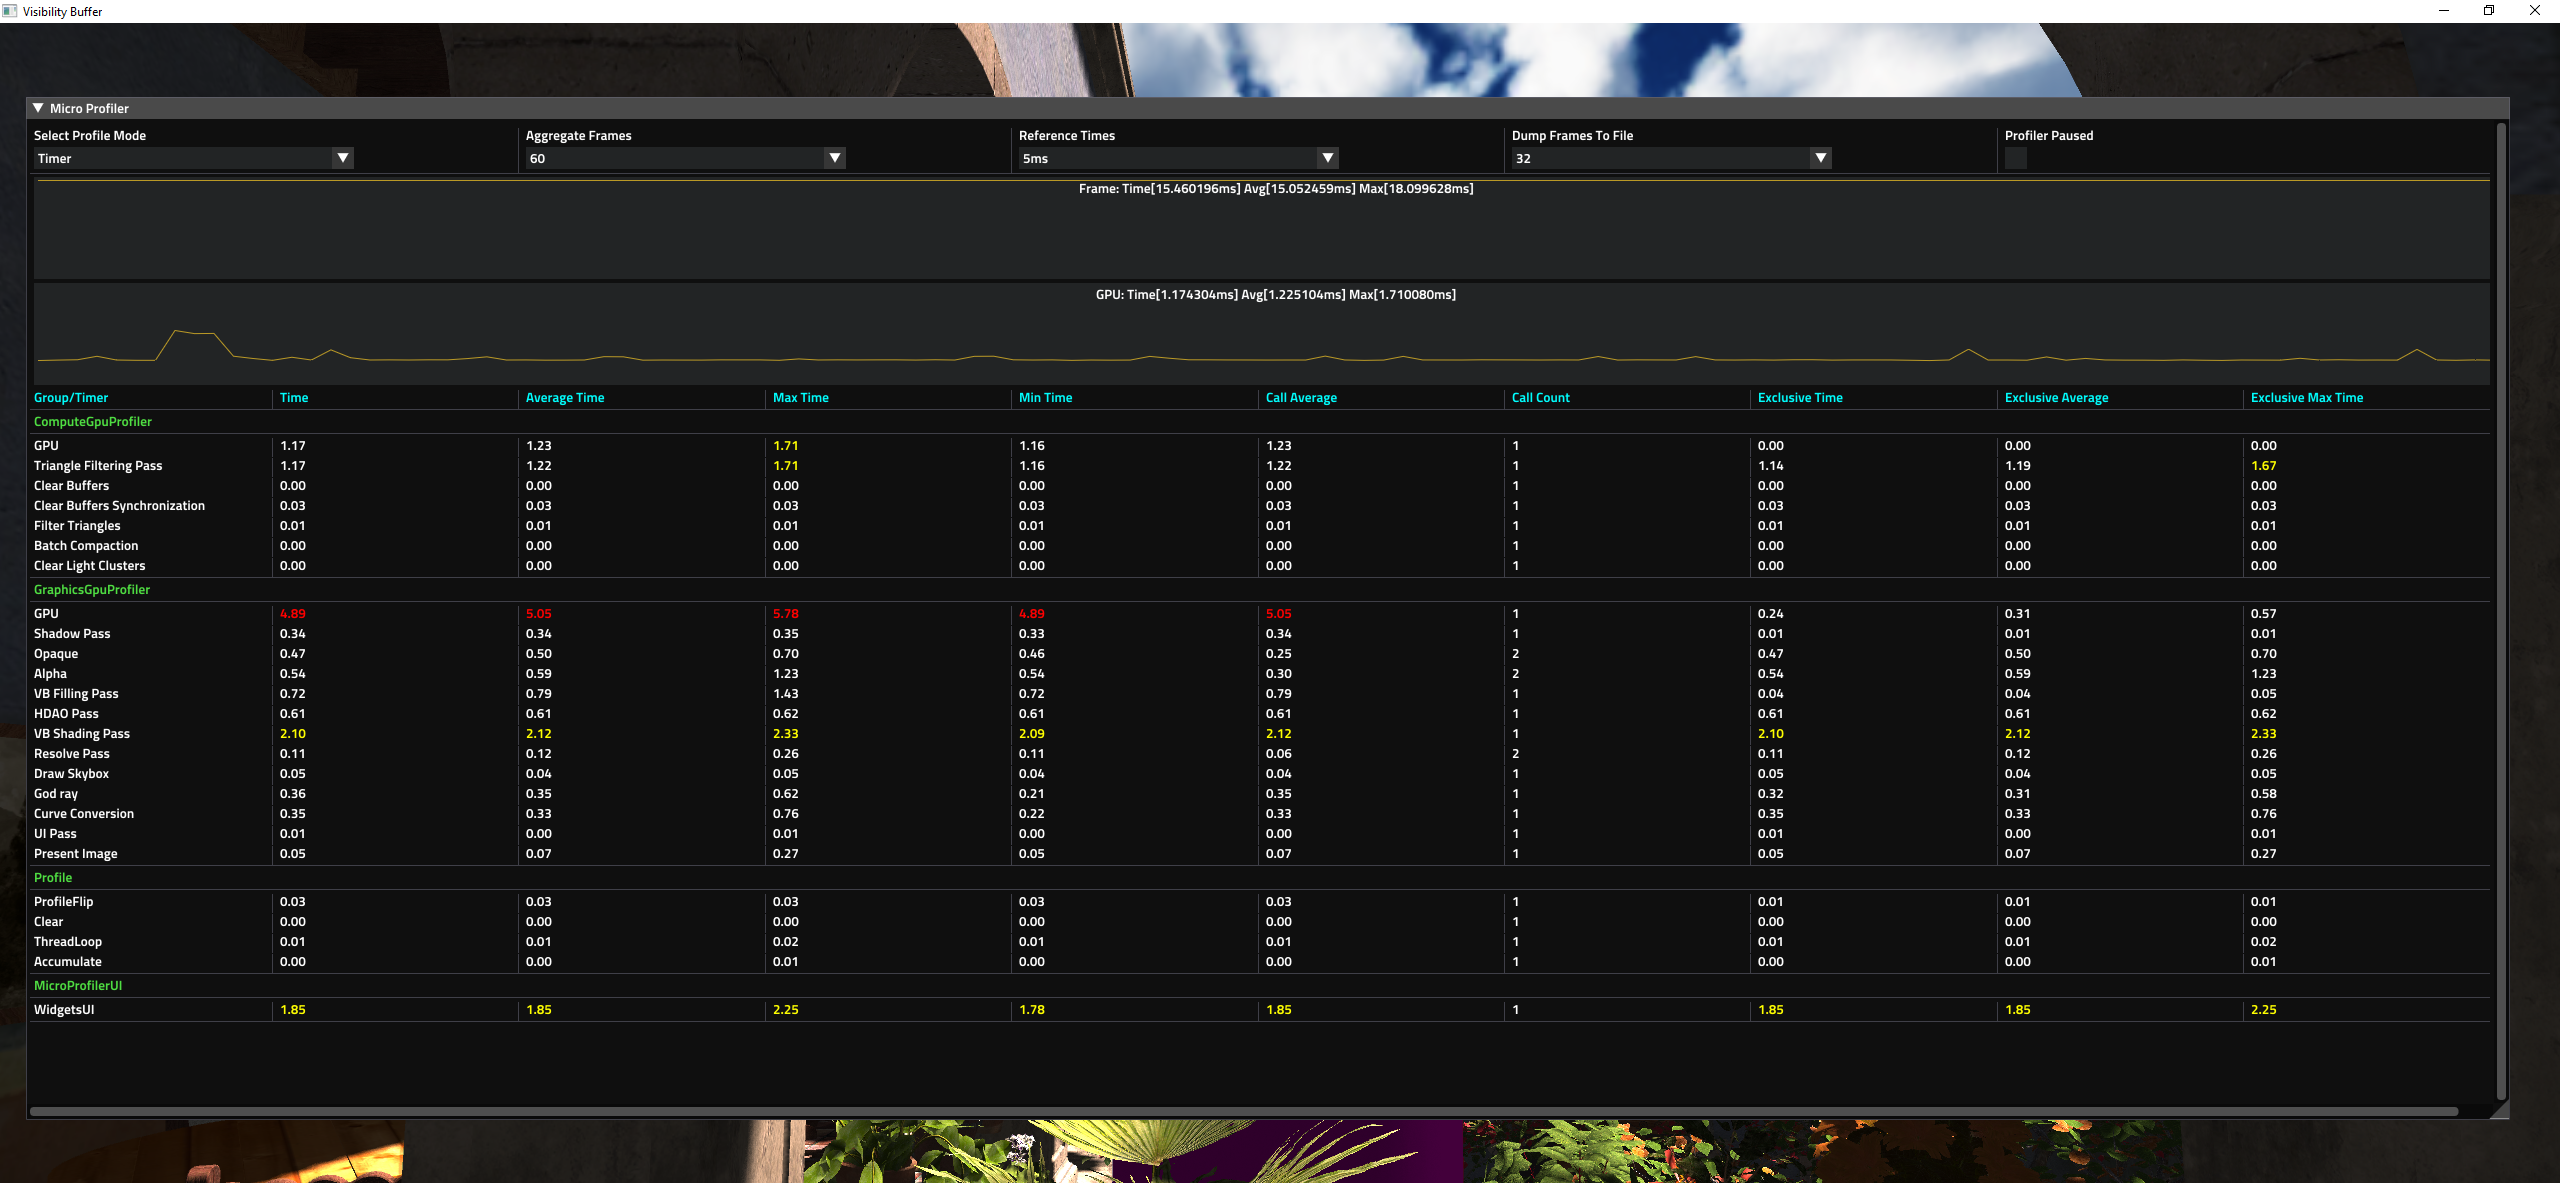 Visibility Buffer
Micro Profiler
Select Profile Mode Aggregate Frames Reference Times Dump Frames To File Profiler Paused
Timer 60 5ms 32
Frame: Time[15.460196ms] Avg[15.052459ms] Max[18.099628ms]
GPU: Time[1.174304ms] Avg[1.225104ms] Max[1.710080ms]
Group/Timer Time Average Time Max Time Min Time Call Average Call Count Exclusive Time Exclusive Average Exclusive Max Time
ComputeGpuProfiler
GPU 1.17 1.23 1.71 1.16 1.23 1 0.00 0.00 0.00
Triangle Filtering Pass 1.17 1.22 1.71 1.16 1.22 1 1.14 1.19 1.67
Clear Buffers 0.00 0.00 0.00 0.00 0.00 1 0.00 0.00 0.00
Clear Buffers Synchronization 0.03 0.03 0.03 0.03 0.03 1 0.03 0.03 0.03
Filter Triangles 0.01 0.01 0.01 0.01 0.01 1 0.01 0.01 0.01
Batch Compaction 0.00 0.00 0.00 0.00 0.00 1 0.00 0.00 0.00
Clear Light Clusters 0.00 0.00 0.00 0.00 0.00 1 0.00 0.00 0.00
GraphicsGpuProfiler
GPU 4.89 5.05 5.78 4.89 5.05 1 0.24 0.31 0.57
Shadow Pass 0.34 0.34 0.35 0.33 0.34 1 0.01 0.01 0.01
Opaque 0.47 0.50 0.70 0.46 0.25 2 0.47 0.50 0.70
Alpha 0.54 0.59 1.23 0.54 0.30 2 0.54 0.59 1.23
VB Filling Pass 0.72 0.79 1.43 0.72 0.79 1 0.04 0.04 0.05
HDAO Pass 0.61 0.61 0.62 0.61 0.61 1 0.61 0.61 0.62
VB Shading Pass 2.10 2.12 2.33 2.09 2.12 1 2.10 2.12 2.33
Resolve Pass 0.11 0.12 0.26 0.11 0.06 2 0.11 0.12 0.26
Draw Skybox 0.05 0.04 0.05 0.04 0.04 1 0.05 0.04 0.05
God ray 0.36 0.35 0.62 0.21 0.35 1 0.32 0.31 0.58
Curve Conversion 0.35 0.33 0.76 0.22 0.33 1 0.35 0.33 0.76
UI Pass 0.01 0.00 0.01 0.00 0.00 1 0.01 0.00 0.01
Present Image 0.05 0.07 0.27 0.05 0.07 1 0.05 0.07 0.27
Profile
ProfileFlip 0.03 0.03 0.03 0.03 0.03 1 0.01 0.01 0.01
Clear 0.00 0.00 0.00 0.00 0.00 1 0.00 0.00 0.00
ThreadLoop 0.01 0.01 0.02 0.01 0.01 1 0.01 0.01 0.02
Accumulate 0.00 0.00 0.01 0.00 0.00 1 0.00 0.00 0.01
MicroProfilerUI
WidgetsUI 1.85 1.85 2.25 1.78 1.85 1 1.85 1.85 2.25